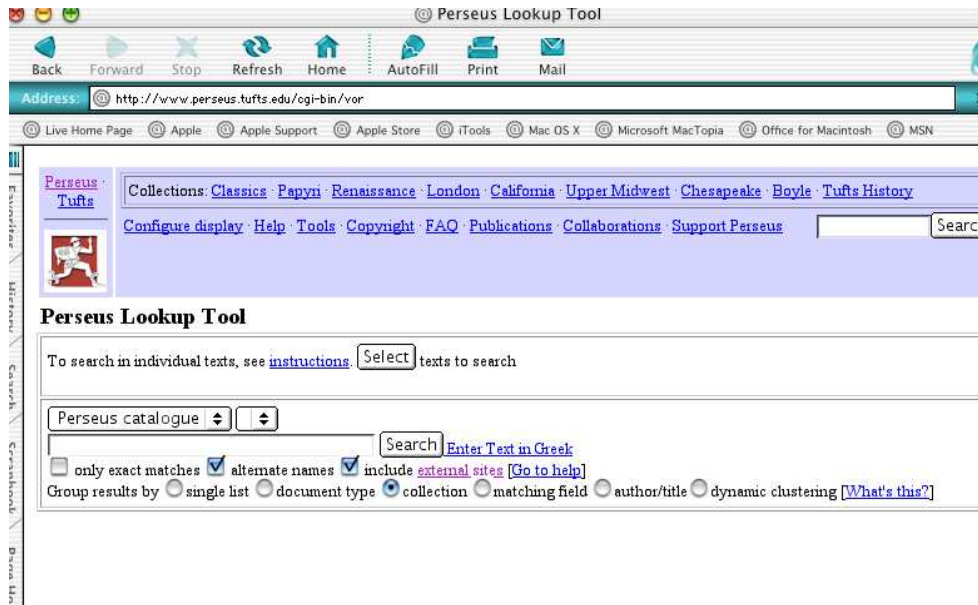 Perseus Lookup Tool
Back Forward Stop Refresh Home AutoFill Print Mail
Address: http://www.perseus.tufts.edu/cgi-bin/vor
Live Home Page Apple Apple Support Apple Store iTools Mac OS X Microsoft MacTopia Office for Macintosh MSN
Perseus · Tufts
Collections: Classics · Papyri · Renaissance · London · California · Upper Midwest · Chesapeake · Boyle · Tufts History
Configure display · Help · Tools · Copyright · FAQ · Publications · Collaborations · Support Perseus Searc
Perseus Lookup Tool
To search in individual texts, see instructions. Select texts to search
Perseus catalogue
Search Enter Text in Greek
only exact matches alternate names include external sites [Go to help]
Group results by single list document type collection matching field author/title dynamic clustering [What's this?]